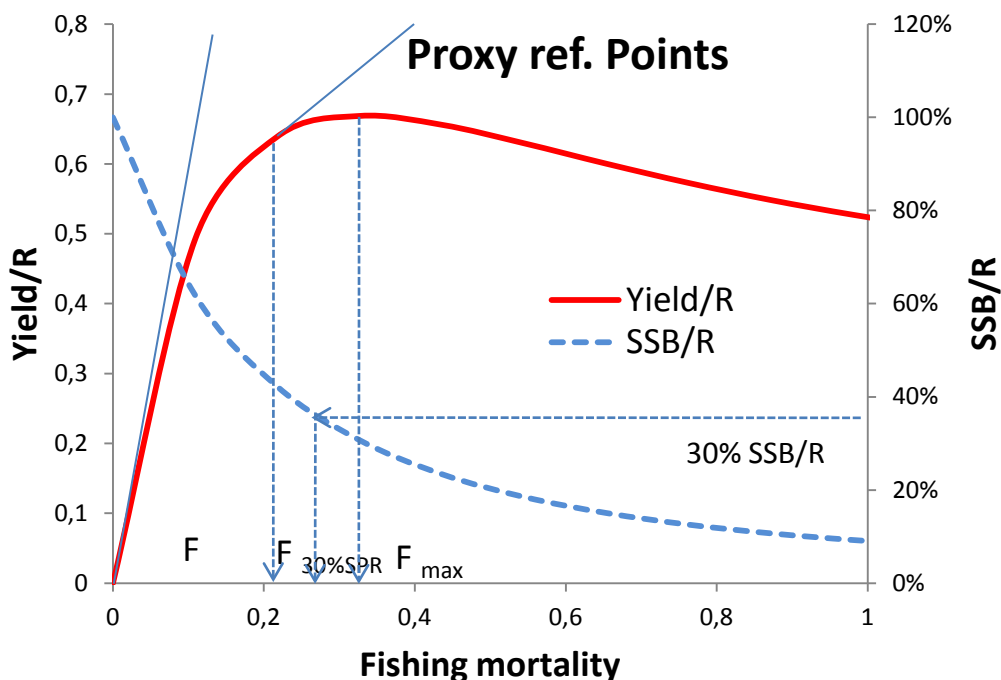 Proxy ref. Points
0,8
0,7
0,6
0,5
0,4
0,3
0,2
0,1
0
Yield/R
120%
100%
80%
60%
40%
20%
0%
SSB/R
Yield/R
SSB/R
30% SSB/R
F
F 30%SPR
F max
0
0,2
0,4
0,6
0,8
1
Fishing mortality